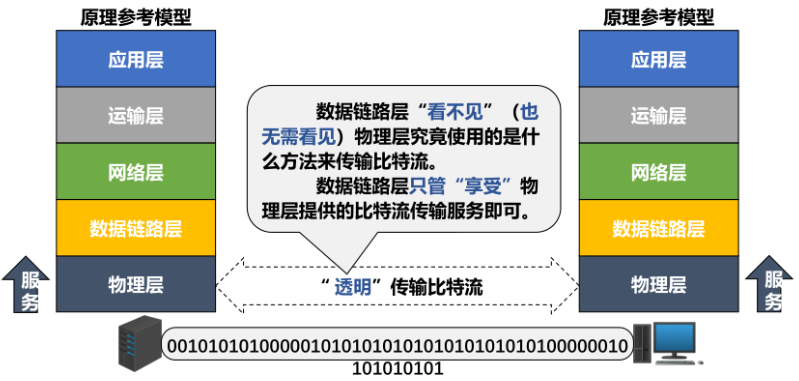 原理参考模型
原理参考模型
应用层
应用层
运输层
运输层
数据链路层“看不见”（也
无需看见）物理层究竟使用的是什
么方法来传输比特流。
数据链路层只管“享受”物
理层提供的比特流传输服务即可。
网络层
网络层
数据链路层
数据链路层
服务
物理层
“透明”传输比特流
物理层
服务
0010101010000010101010101010101010101000000010
101010101